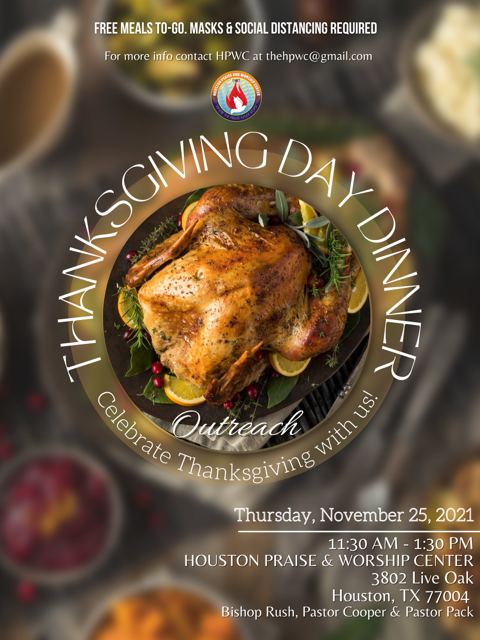 FREE MEALS TO-GO. MASKS & SOCIAL DISTANCING REQUIRED
For more info contact HPWC at thehpwc@gmail.com
THANKSGIVING DAY DINNER
Outreach
Celebrate Thanksgiving with us!
Thursday, November 25, 2021
11:30 AM - 1:30 PM
HOUSTON PRAISE & WORSHIP CENTER
3802 Live Oak
Houston, TX 77004
Bishop Rush, Pastor Cooper & Pastor Pack